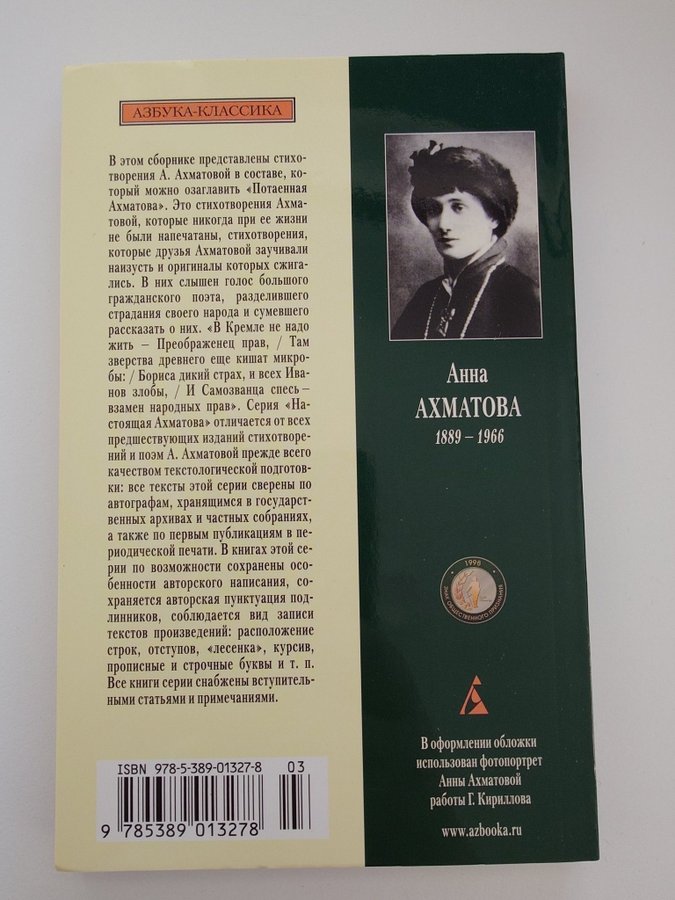 АЗБУКА-КЛАССИКА
В этом сборнике представлены стихо-
творения А. Ахматовой в составе, ко-
торый можно озаглавить «Потаенная
Ахматова». Это стихотворения Ахма-
товой, которые никогда при ее жизни
не были напечатаны, стихотворения,
которые друзья Ахматовой заучивали
наизусть и оригиналы которых сжига-
лись. В них слышен голос большого
гражданского поэта, разделившего
страдания своего народа и сумевшего
рассказать о них. «В Кремле не надо
жить – Преображенец прав, / Там
зверства древнего еще кишат микро-
бы: / Бориса дикий страх, и всех Ива-
нов злобы, / И Самозванца спесь –
взамен народных прав». Серия «На-
стоящая Ахматова» отличается от всех
предшествующих изданий стихотворе-
ний и поэм А. Ахматовой прежде всего
качеством текстологической подготов-
ки: все тексты этой серии сверены по
автографам, хранящимся в государст-
венных архивах и частных собраниях,
а также по первым публикациям в пе-
риодической печати. В книгах этой се-
рии по возможности сохранены осо-
бенности авторского написания, со-
храняется авторская пунктуация под-
линников, соблюдается вид записи
текстов произведений: расположение
строк, отступов, «лесенка», курсив,
прописные и строчные буквы и т. п.
Все книги серии снабжены вступитель-
ными статьями и примечаниями.
ISBN 978-5-389-01327-8
03
9 785389 013278
Анна
АХМАТОВА
1889 – 1966
1998
ЗНАК ОБЩЕСТВЕННОГО ПРИЗНАНИЯ
В оформлении обложки
использован фотопортрет
Анны Ахматовой
работы Г. Кириллова
www.azbooka.ru